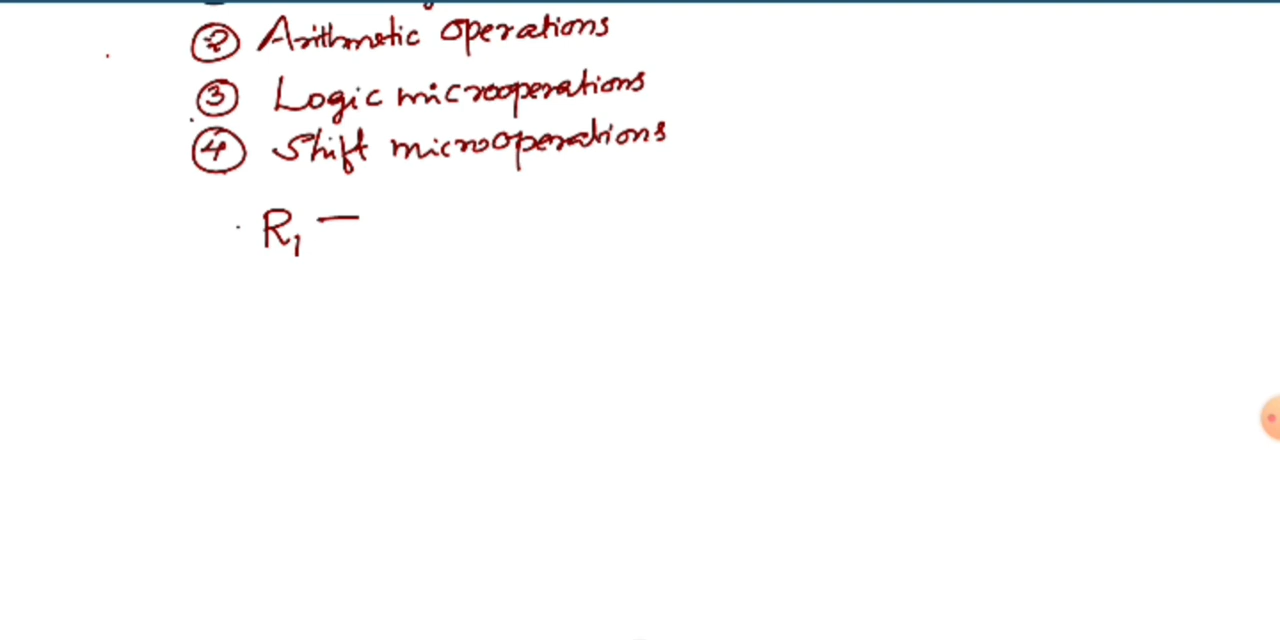 ② Arithmetic operations
③ Logic microoperations
④ Shift microoperations
R₁ —